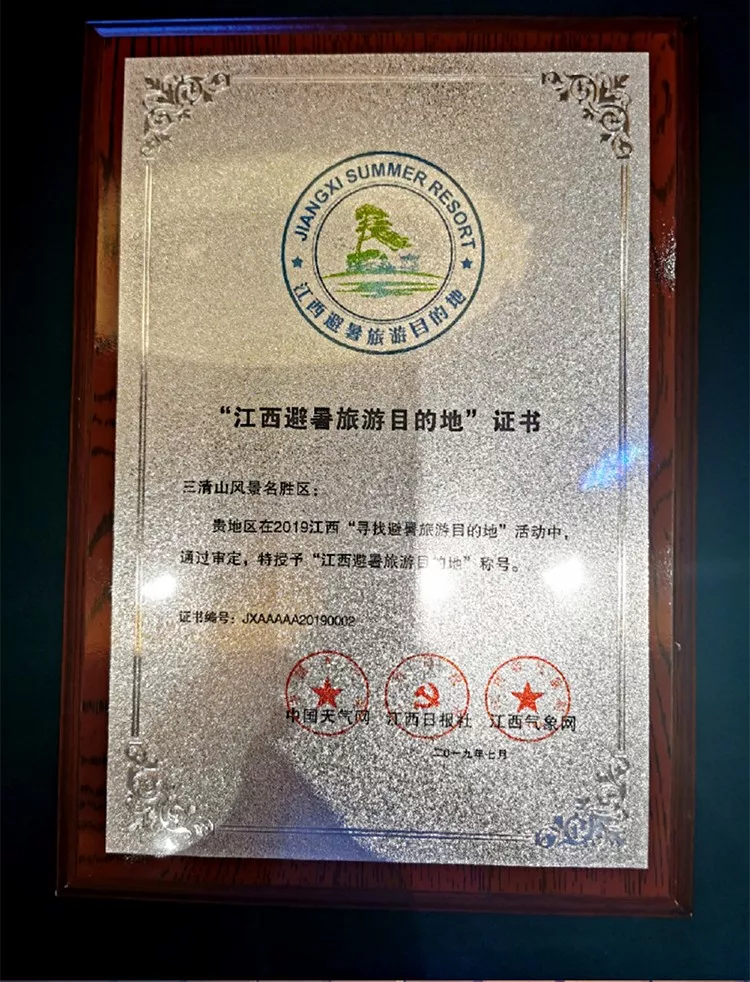 JIANGXI SUMMER RESORT
江西避暑旅游目的地
“江西避暑旅游目的地”证书
三清山风景名胜区：
贵地区在2019江西“寻找避暑旅游目的地”活动中，
通过审定，特授予“江西避暑旅游目的地”称号。
证书编号：JXAAAAA20190002
中国天气网 江西日报社 江西气象网
二〇一九年七月